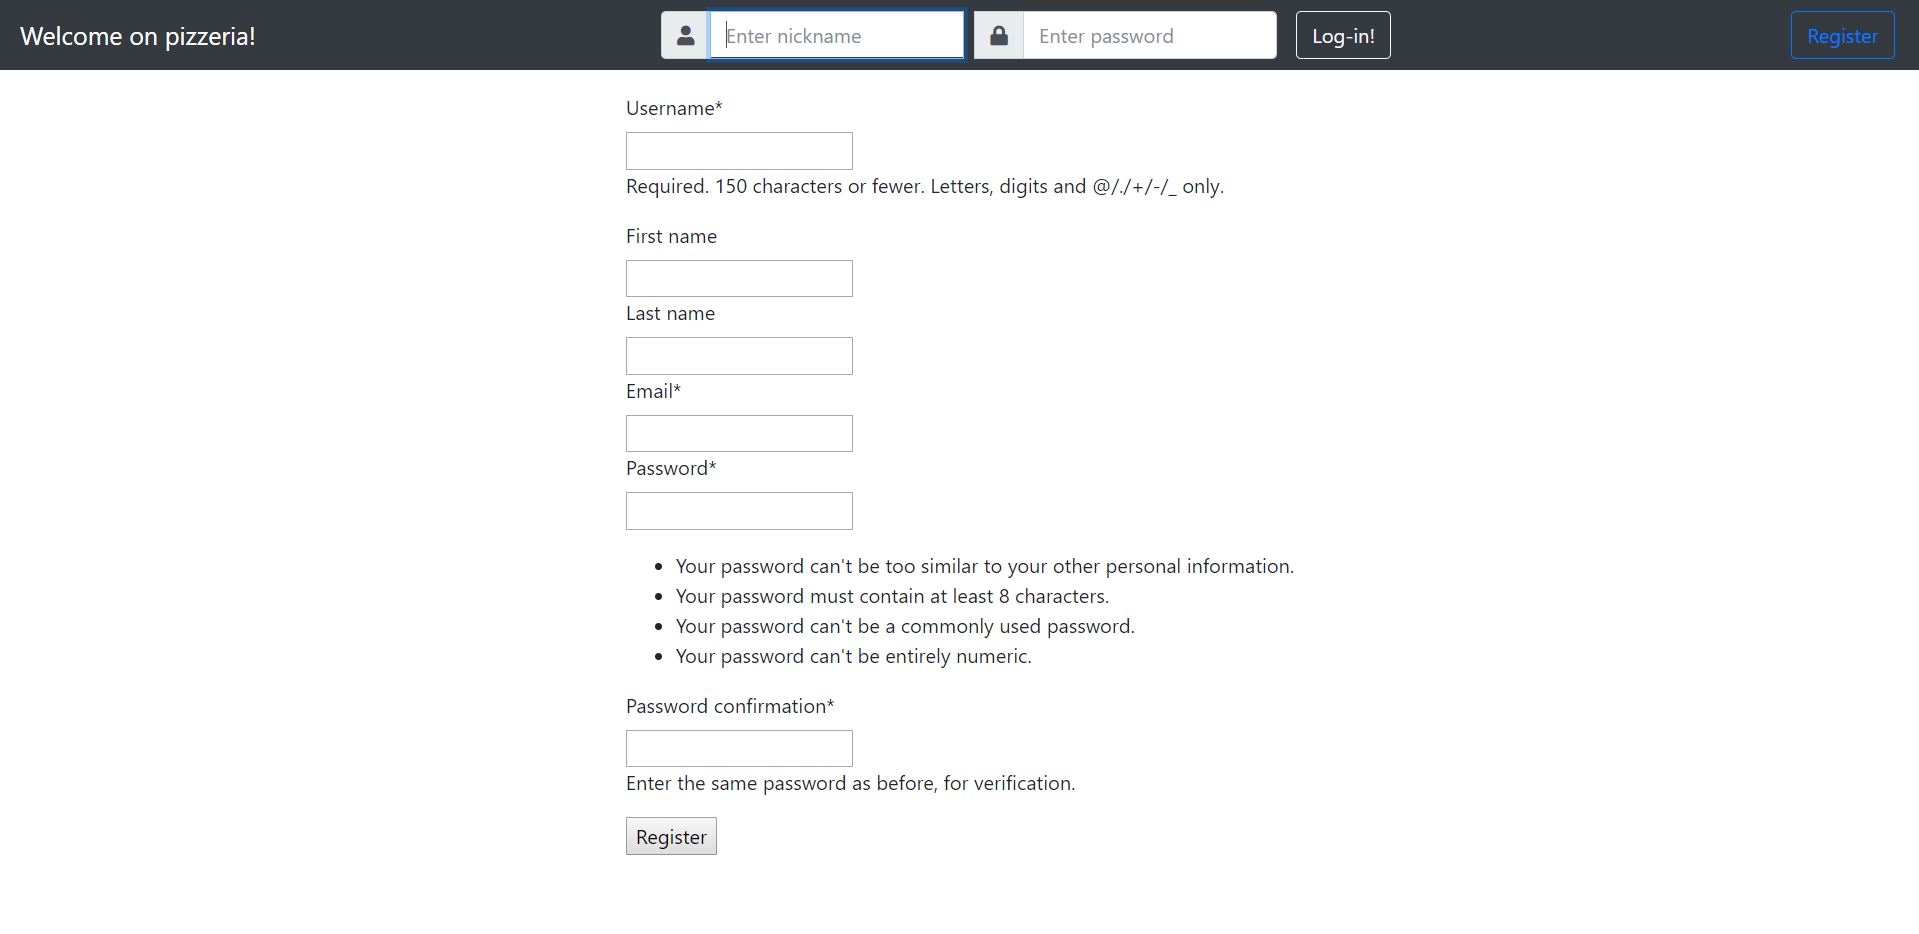 Welcome on pizzeria! Enter nickname Enter password Log-in! Register
Username*
Required. 150 characters or fewer. Letters, digits and @/./+/-/_ only.
First name
Last name
Email*
Password*
• Your password can't be too similar to your other personal information.
• Your password must contain at least 8 characters.
• Your password can't be a commonly used password.
• Your password can't be entirely numeric.
Password confirmation*
Enter the same password as before, for verification.
Register